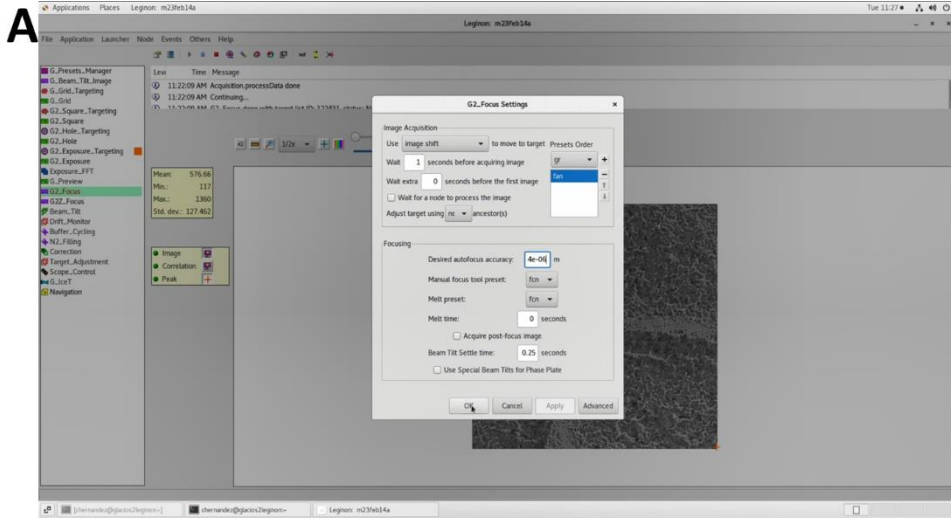 A
Applications Places Leginon: m23feb14a Tue 11:27
Leginon: m23feb14a
File Application Launcher Node Events Others Help
G_Presets_Manager
G_Beam_Tilt_Image
G_Grid_Targeting
G_Grid
G2_Square_Targeting
G2_Square
G2_Hole_Targeting
G2_Hole
G2_Exposure_Targeting
G2_Exposure
Exposure_FFT
G_Preview
G2_Focus
G2Z_Focus
Beam_Tilt
Drift_Monitor
Buffer_Cycling
N2_Filling
Correction
Target_Adjustment
Scope_Control
G_IceT
Navigation
Time Message
11:22:09 AM Acquisition.processData done
11:22:09 AM Continuing...
1/2x
Mean: 576.66
Min.: 117
Max.: 1360
Std. dev.: 127.462
Image
Correlation
Peak
G2_Focus Settings
Image Acquisition
Use image shift to move to target
Wait 1 seconds before acquiring image
Wait extra 0 seconds before the first image
Wait for a node to process the image
Adjust target using nc ancestor(s)
Presets Order
gr
fan
Focusing
Desired autofocus accuracy: 4e-06 m
Manual focus tool preset: fcn
Melt preset: fcn
Melt time: 0 seconds
Acquire post-focus image
Beam Tilt Settle time: 0.25 seconds
Use Special Beam Tilts for Phase Plate
OK Cancel Apply Advanced
[chernandez@glacios2leginon:~] chernandez@glacios2leginon:~ Leginon: m23feb14a